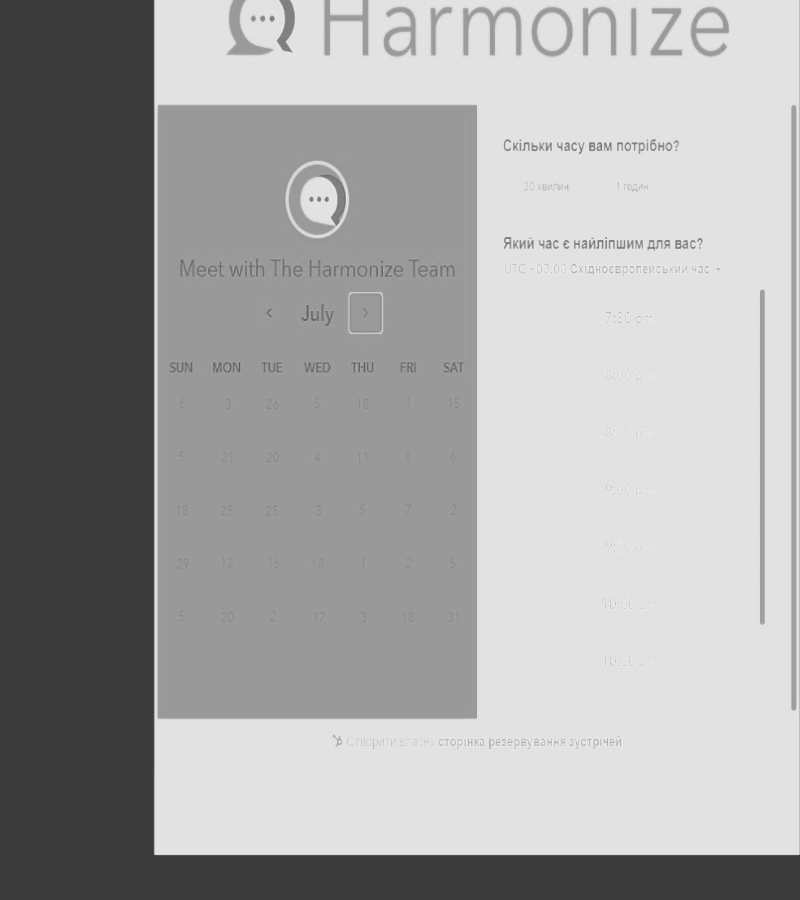 Harmonize
Meet with The Harmonize Team
July
SUN MON TUE WED THU FRI SAT
6 3 26 5 18 1 15
5 21 20 4 11 8 6
18 25 25 3 5 7 2
29 12 16 18 1 2 5
5 20 2 17 3 18 31
Скільки часу вам потрібно?
30 хвилин 1 годин
Який час є найліпшим для вас?
UTC +03:00 Східноєвропейський час
7:30 pm
8:00 pm
8:30 pm
9:00 pm
9:30 pm
10:00 pm
10:30 pm
Створити власну сторінка резервування зустрічей